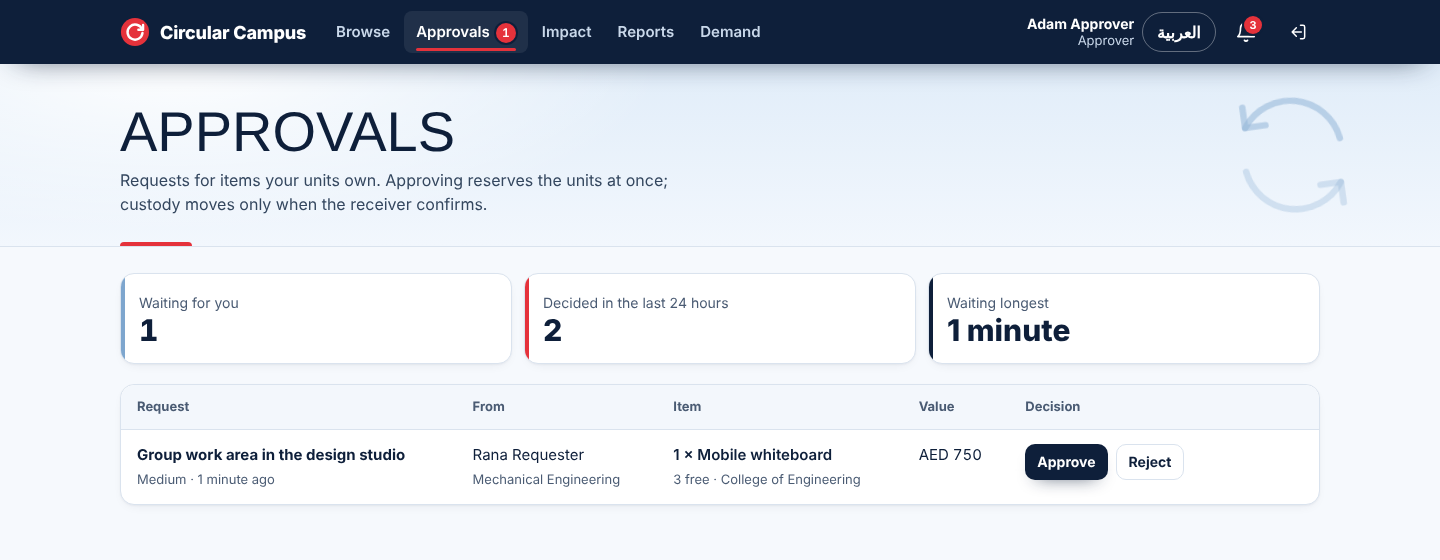 Circular Campus
Browse
Approvals 1
Impact
Reports
Demand
Adam Approver
Approver
العربية
3
APPROVALS
Requests for items your units own. Approving reserves the units at once;
custody moves only when the receiver confirms.
Waiting for you
1
Decided in the last 24 hours
2
Waiting longest
1 minute
Request From Item Value Decision
Group work area in the design studio Rana Requester 1 × Mobile whiteboard AED 750 Approve Reject
Medium · 1 minute ago Mechanical Engineering 3 free · College of Engineering